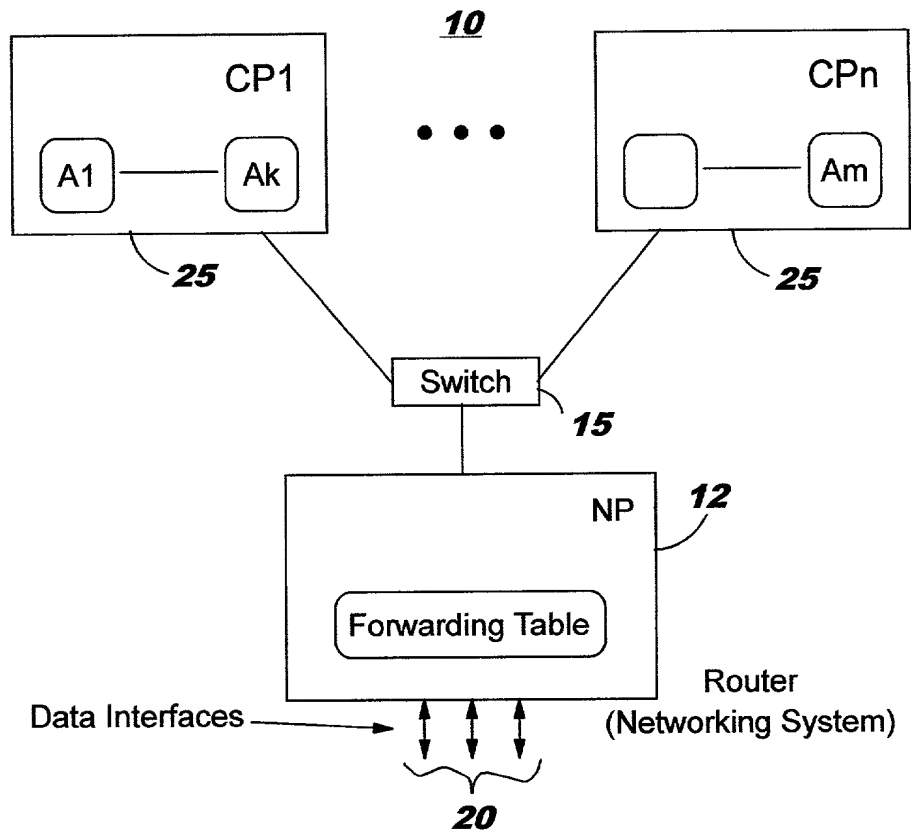 10
CP1
A1
Ak
25
● ● ●
CPn
Am
25
Switch
15
NP
12
Forwarding Table
Data Interfaces
Router
(Networking System)
20